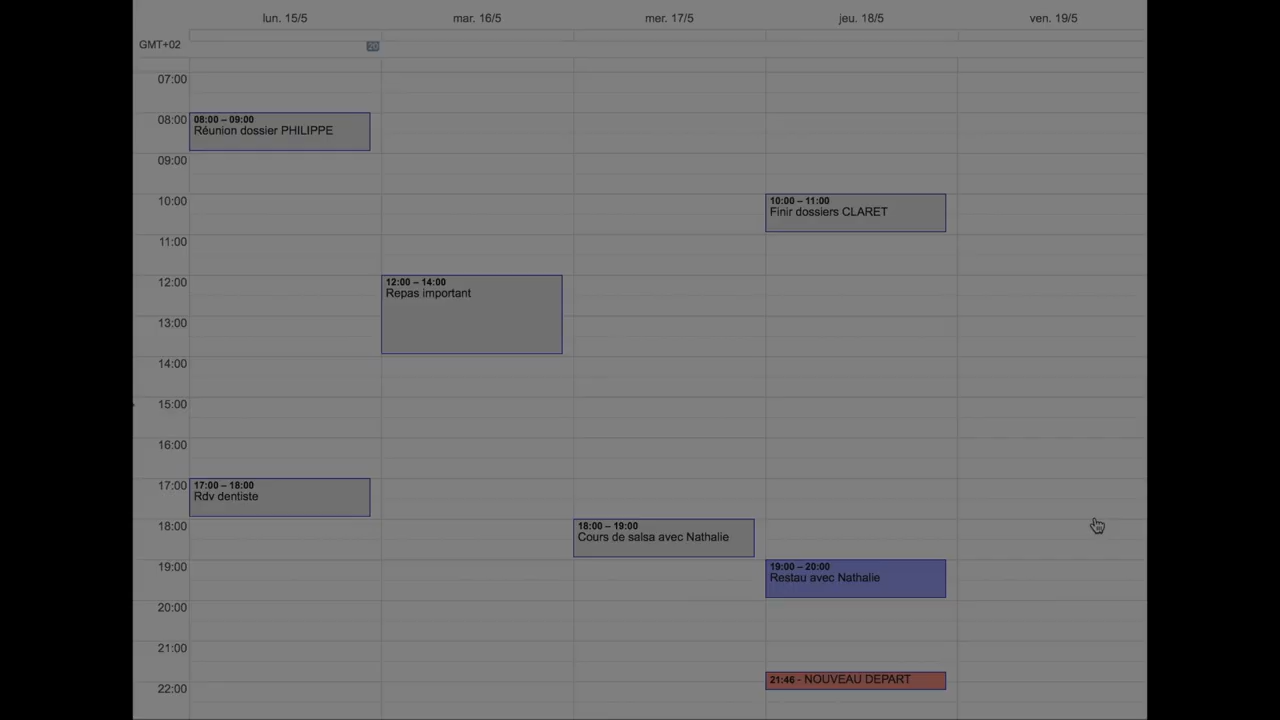 lun. 15/5
mar. 16/5
mer. 17/5
jeu. 18/5
ven. 19/5
GMT+02
20
07:00
08:00
09:00
10:00
11:00
12:00
13:00
14:00
15:00
16:00
17:00
18:00
19:00
20:00
21:00
22:00
08:00 – 09:00
Réunion dossier PHILIPPE
17:00 – 18:00
Rdv dentiste
12:00 – 14:00
Repas important
18:00 – 19:00
Cours de salsa avec Nathalie
10:00 – 11:00
Finir dossiers CLARET
19:00 – 20:00
Restau avec Nathalie
21:46 - NOUVEAU DEPART